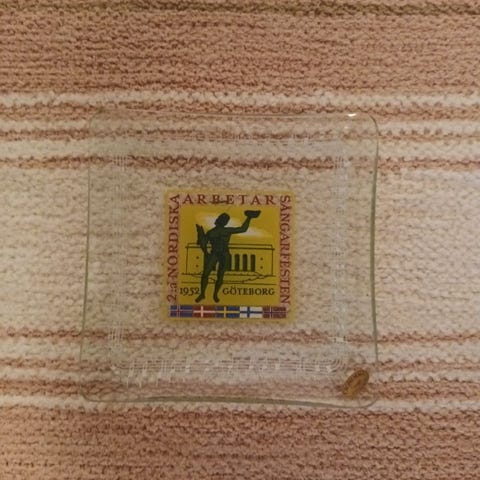 2:a NORDISKA
ARBETAR
SÅNGARFESTEN
1952 GÖTEBORG